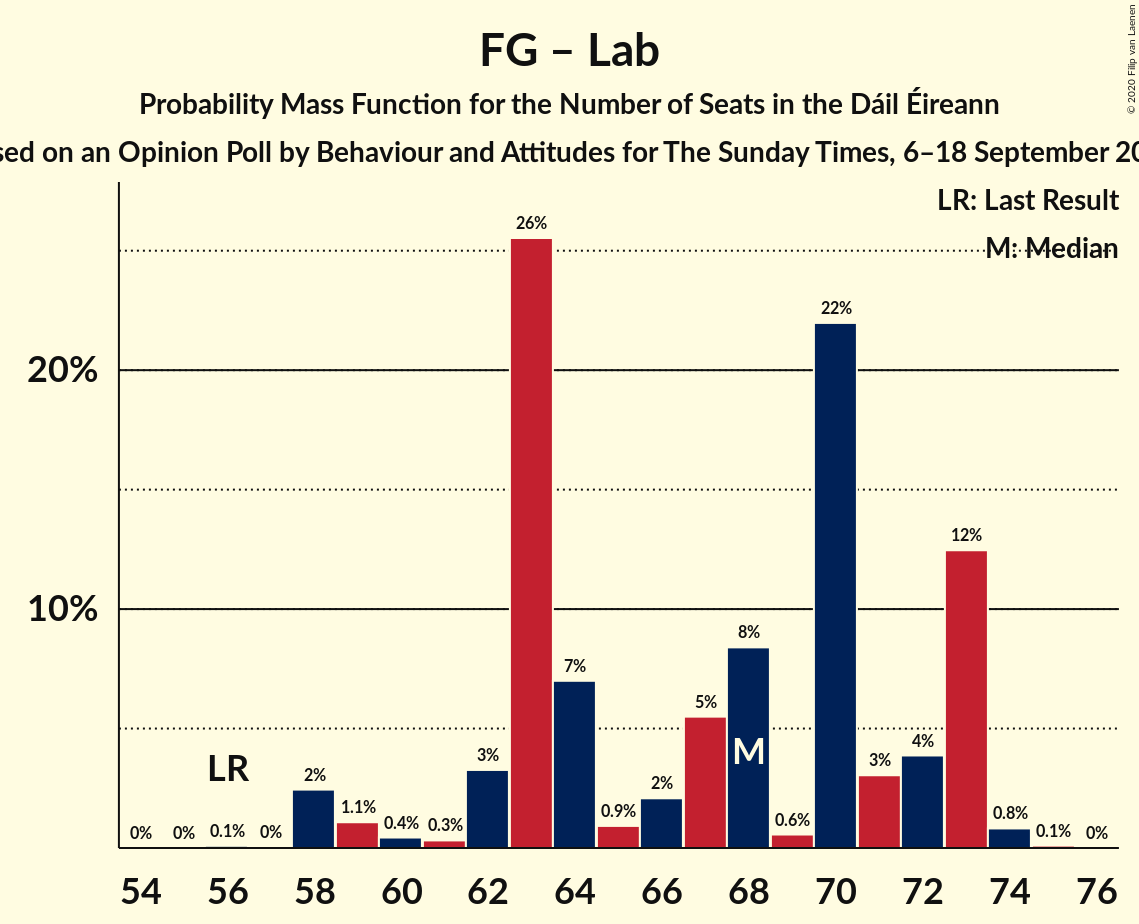 FG – Lab
Probability Mass Function for the Number of Seats in the Dáil Éireann
on an Opinion Poll by Behaviour and Attitudes for The Sunday Times, 6–18 September
© 2020 Filip van Laenen
LR: Last Result
M: Median
26%
22%
20%
12%
10%
8%
7%
5%
4%
3%
3%
2%
2%
1.1%
0.9%
0.8%
0.6%
0.4%
0.3%
0.1%
0.1%
0%
0%
0%
0%
LR
M
54 56 58 60 62 64 66 68 70 72 74 76